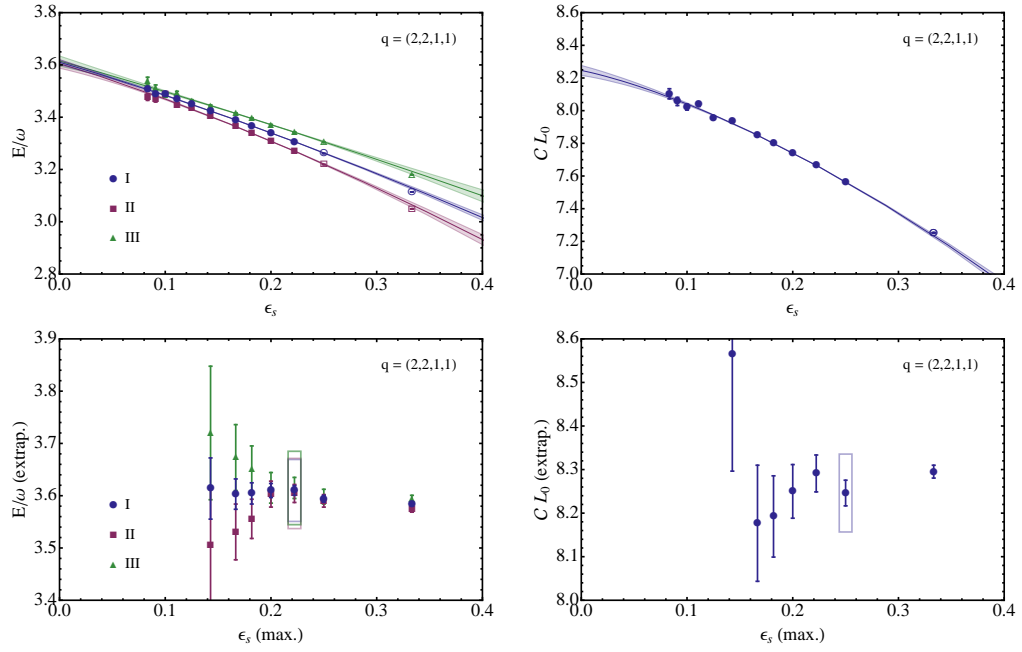 q = (2,2,1,1)
E/ω
3.8
3.6
3.4
3.2
3.0
2.8
I
II
III
0.0 0.1 0.2 0.3 0.4
ϵs
q = (2,2,1,1)
C L0
8.6
8.4
8.2
8.0
7.8
7.6
7.4
7.2
7.0
0.0 0.1 0.2 0.3 0.4
ϵs
q = (2,2,1,1)
E/ω (extrap.)
3.9
3.8
3.7
3.6
3.5
3.4
I
II
III
0.0 0.1 0.2 0.3 0.4
ϵs (max.)
q = (2,2,1,1)
C L0 (extrap.)
8.6
8.5
8.4
8.3
8.2
8.1
8.0
0.0 0.1 0.2 0.3 0.4
ϵs (max.)